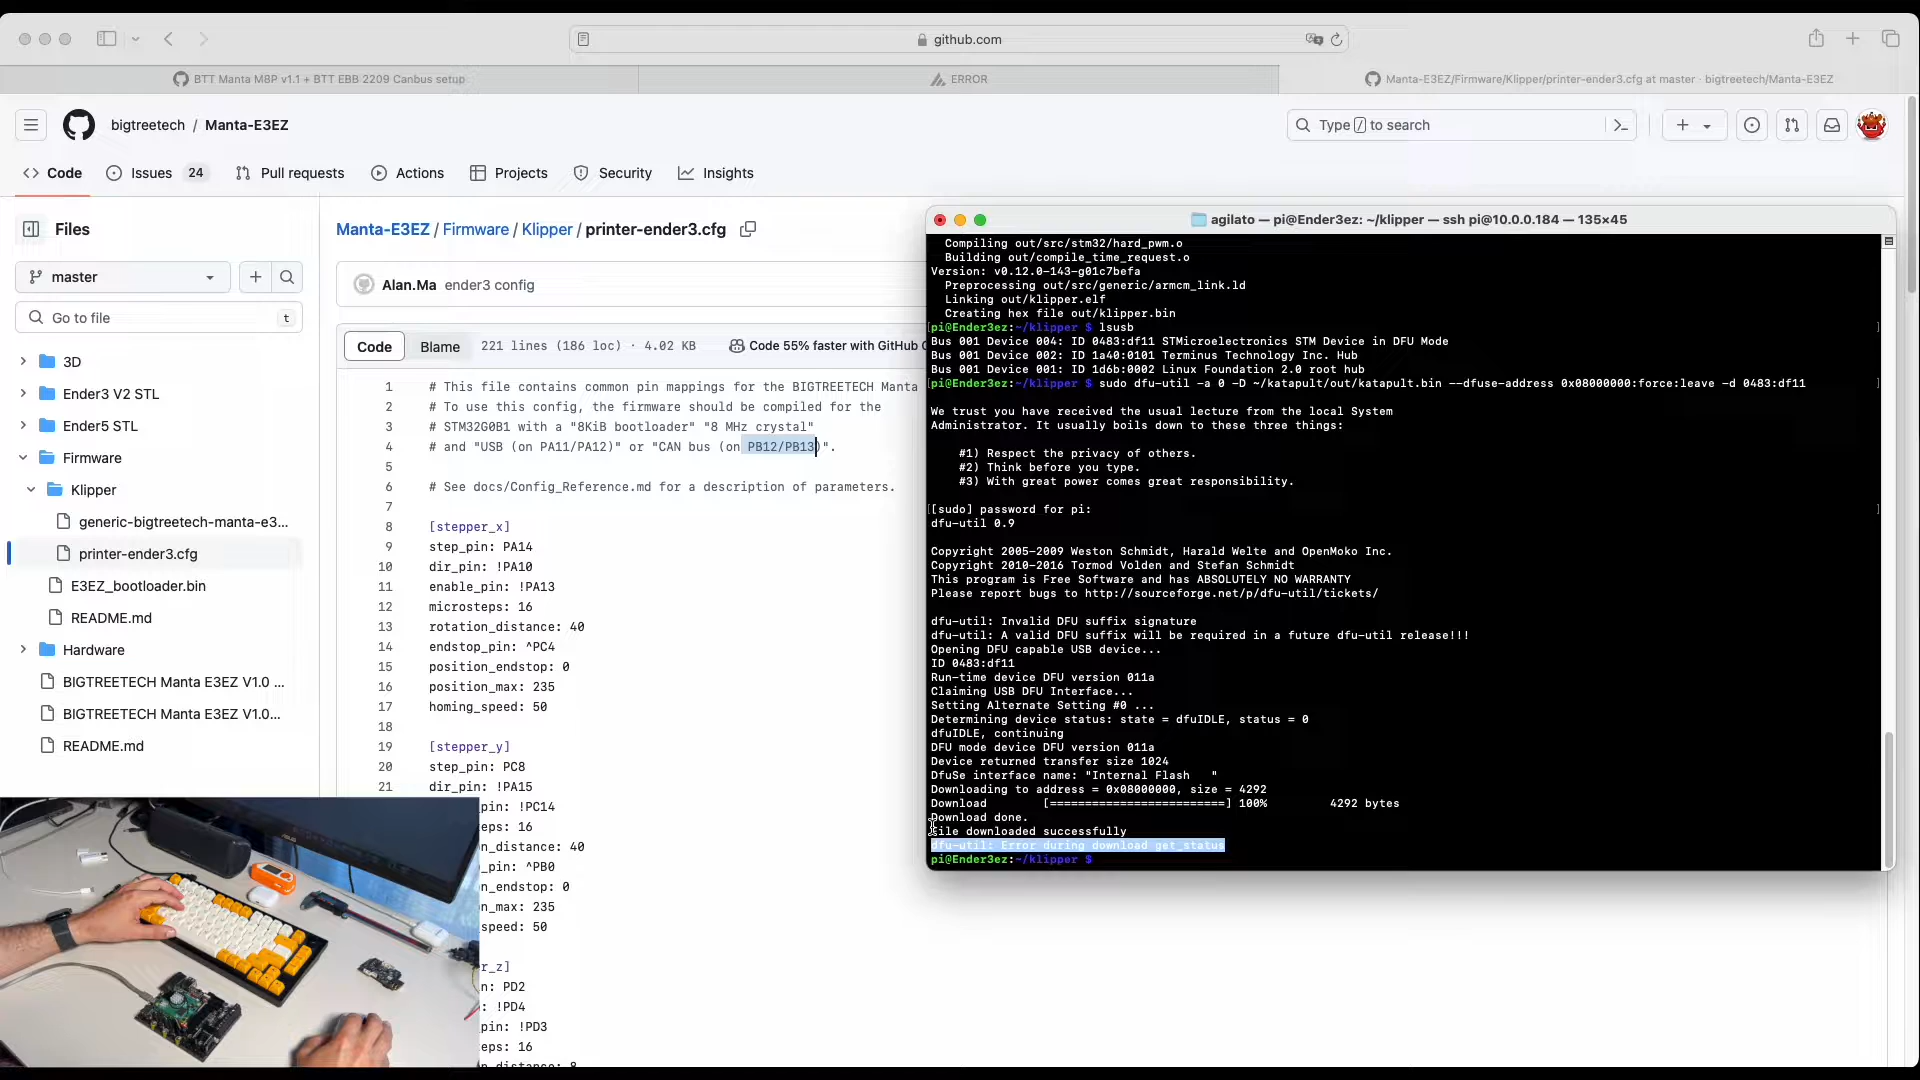 github.com
BTT Manta M8P v1.1 + BTT EBB 2209 Canbus setup
ERROR
Manta-E3EZ/Firmware/Klipper/printer-ender3.cfg at master · bigtreetech/Manta-E3EZ
bigtreetech / Manta-E3EZ
Type / to search
Code
Issues 24
Pull requests
Actions
Projects
Security
Insights
Files
master
Go to file
t
3D
Ender3 V2 STL
Ender5 STL
Firmware
Klipper
generic-bigtreetech-manta-e3...
printer-ender3.cfg
E3EZ_bootloader.bin
README.md
Hardware
BIGTREETECH Manta E3EZ V1.0 ...
BIGTREETECH Manta E3EZ V1.0...
README.md
Manta-E3EZ / Firmware / Klipper / printer-ender3.cfg
Alan.Ma ender3 config
Code
Blame
221 lines (186 loc) · 4.02 KB
Code 55% faster with GitHub
1 # This file contains common pin mappings for the BIGTREETECH Manta
2 # To use this config, the firmware should be compiled for the
3 # STM32G0B1 with a "8KiB bootloader" "8 MHz crystal"
4 # and "USB (on PA11/PA12)" or "CAN bus (on PB12/PB13)".
5
6 # See docs/Config_Reference.md for a description of parameters.
7
8 [stepper_x]
9 step_pin: PA14
10 dir_pin: !PA10
11 enable_pin: !PA13
12 microsteps: 16
13 rotation_distance: 40
14 endstop_pin: ^PC4
15 position_endstop: 0
16 position_max: 235
17 homing_speed: 50
18
19 [stepper_y]
20 step_pin: PC8
21 dir_pin: !PA15
pin: !PC14
eps: 16
n_distance: 40
_pin: ^PB0
n_endstop: 0
n_max: 235
speed: 50
r_z]
n: PD2
: !PD4
pin: !PD3
eps: 16
n_distance: 8
agilato — pi@Ender3ez: ~/klipper — ssh pi@10.0.0.184 — 135×45
Compiling out/src/stm32/hard_pwm.o
Building out/compile_time_request.o
Version: v0.12.0-143-g01c7befa
Preprocessing out/src/generic/armcm_link.ld
Linking out/klipper.elf
Creating hex file out/klipper.bin
[pi@Ender3ez:~/klipper $ lsusb ]
Bus 001 Device 004: ID 0483:df11 STMicroelectronics STM Device in DFU Mode
Bus 001 Device 002: ID 1a40:0101 Terminus Technology Inc. Hub
Bus 001 Device 001: ID 1d6b:0002 Linux Foundation 2.0 root hub
[pi@Ender3ez:~/klipper $ sudo dfu-util -a 0 -D ~/katapult/out/katapult.bin --dfuse-address 0x08000000:force:leave -d 0483:df11 ]
We trust you have received the usual lecture from the local System
Administrator. It usually boils down to these three things:
#1) Respect the privacy of others.
#2) Think before you type.
#3) With great power comes great responsibility.
[[sudo] password for pi: ]
dfu-util 0.9
Copyright 2005-2009 Weston Schmidt, Harald Welte and OpenMoko Inc.
Copyright 2010-2016 Tormod Volden and Stefan Schmidt
This program is Free Software and has ABSOLUTELY NO WARRANTY
Please report bugs to http://sourceforge.net/p/dfu-util/tickets/
dfu-util: Invalid DFU suffix signature
dfu-util: A valid DFU suffix will be required in a future dfu-util release!!!
Opening DFU capable USB device...
ID 0483:df11
Run-time device DFU version 011a
Claiming USB DFU Interface...
Setting Alternate Setting #0 ...
Determining device status: state = dfuIDLE, status = 0
dfuIDLE, continuing
DFU mode device DFU version 011a
Device returned transfer size 1024
DfuSe interface name: "Internal Flash "
Downloading to address = 0x08000000, size = 4292
Download [=========================] 100% 4292 bytes
Download done.
File downloaded successfully
dfu-util: Error during download get_status
pi@Ender3ez:~/klipper $